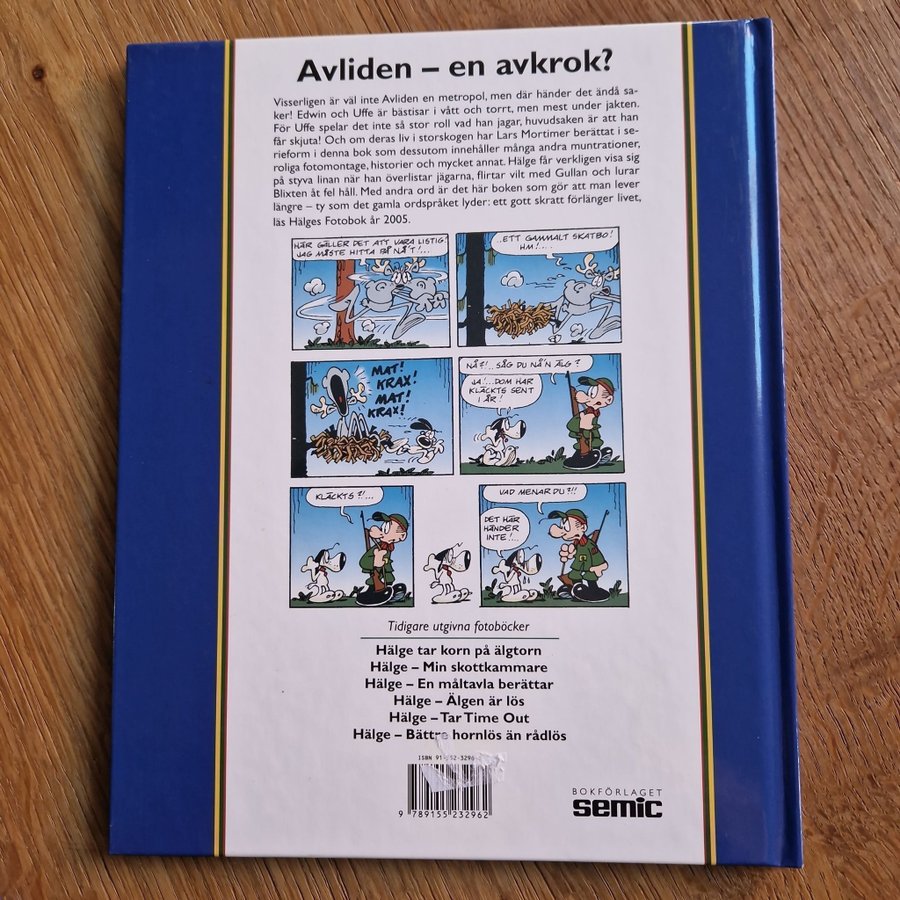 Avliden – en avkrok?
Visserligen är väl inte Avliden en metropol, men där händer det ändå sa-
ker! Edwin och Uffe är bästisar i vått och torrt, men mest under jakten.
För Uffe spelar det inte så stor roll vad han jagar, huvudsaken är att han
får skjuta! Och om deras liv i storskogen har Lars Mortimer berättat i se-
rieform i denna bok som dessutom innehåller många andra muntrationer,
roliga fotomontage, historier och mycket annat. Hälge får verkligen visa sig
på styva linan när han överlistar jägarna, flirtar vilt med Gullan och lurar
Blixten åt fel håll. Med andra ord är det här boken som gör att man lever
längre – ty som det gamla ordspråket lyder: ett gott skratt förlänger livet,
läs Hälges Fotobok år 2005.
HÄR GÄLLER DET ATT VARA LISTIG!
JAG MÅSTE HITTA PÅ NÅ'T!...
..ETT GAMMALT SKATBO!
HM!....
MAT!
KRAX!
MAT!
KRAX!
NÅ?!.. SÅG DU NÅ'N ÄLG?
JA!...DOM HAR
KLÄCKTS SENT
I ÅR!
KLÄCKTS?!...
VAD MENAR DU?!!
DET HÄR
HÄNDER
INTE!...
Tidigare utgivna fotoböcker
Hälge tar korn på älgtorn
Hälge – Min skottkammare
Hälge – En måltavla berättar
Hälge – Älgen är lös
Hälge – Tar Time Out
Hälge – Bättre hornlös än rådlös
ISBN
9 789155 232962
BOKFÖRLAGET
semic